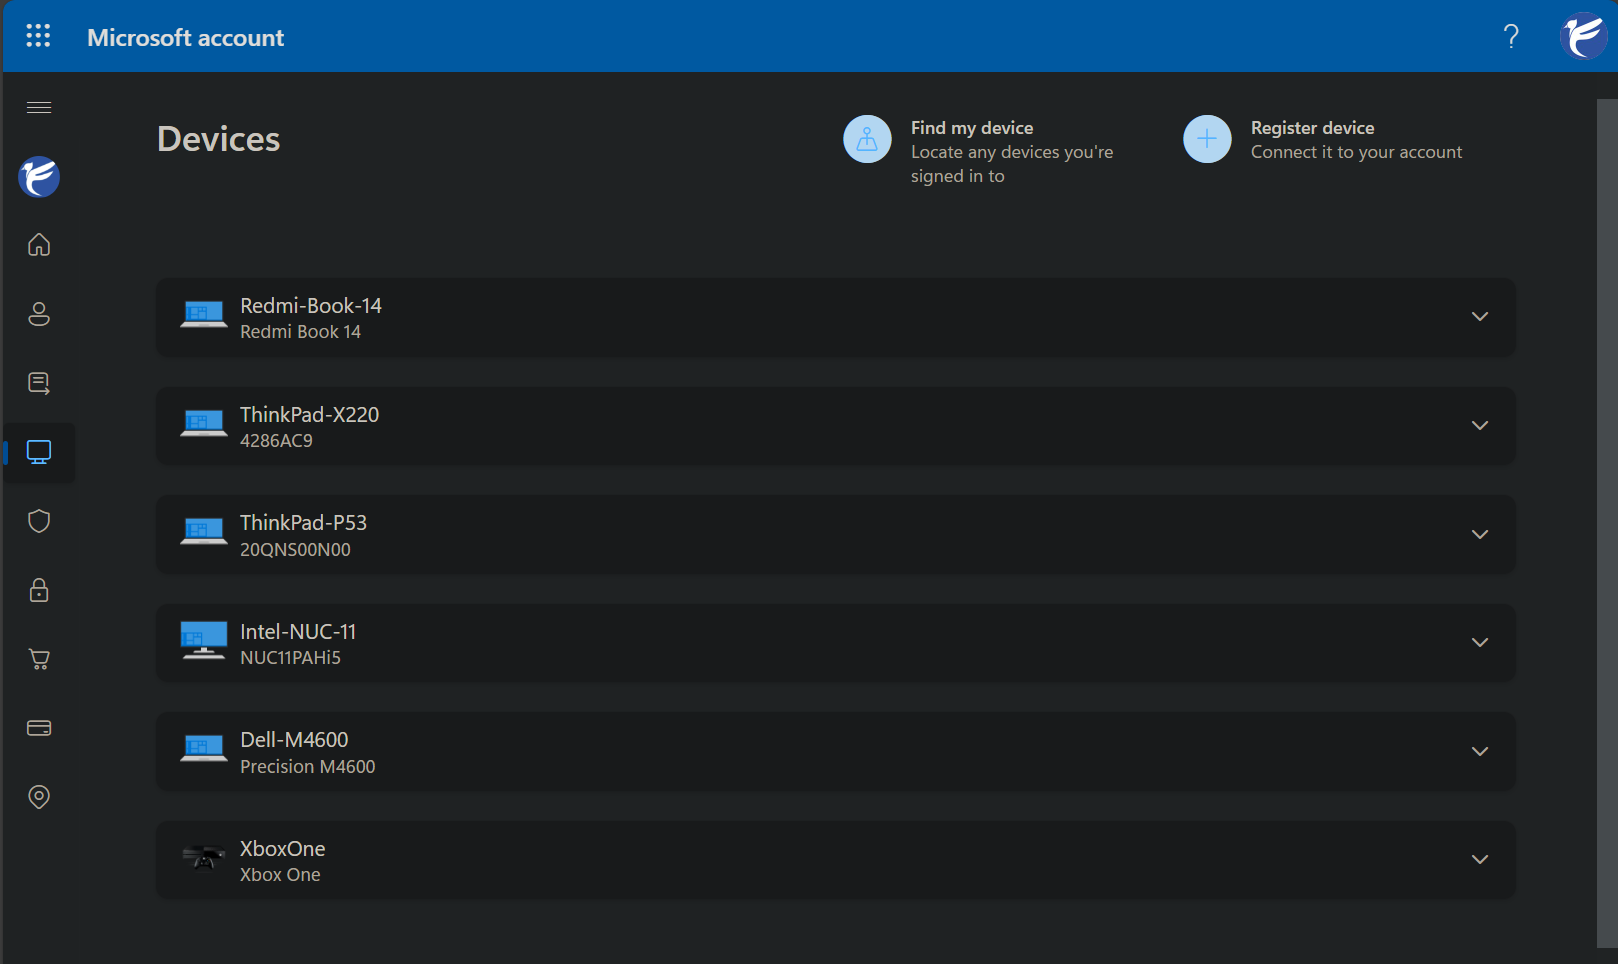 Microsoft account
?
Devices
Find my device
Locate any devices you're
signed in to
Register device
Connect it to your account
Redmi-Book-14
Redmi Book 14
ThinkPad-X220
4286AC9
ThinkPad-P53
20QNS00N00
Intel-NUC-11
NUC11PAHi5
Dell-M4600
Precision M4600
XboxOne
Xbox One